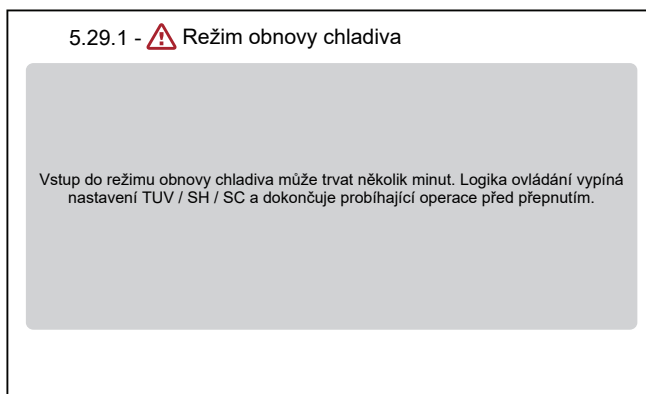 5.29.1 - Režim obnovy chladiva
Vstup do režimu obnovy chladiva může trvat několik minut. Logika ovládání vypíná
nastavení TUV / SH / SC a dokončuje probíhající operace před přepnutím.